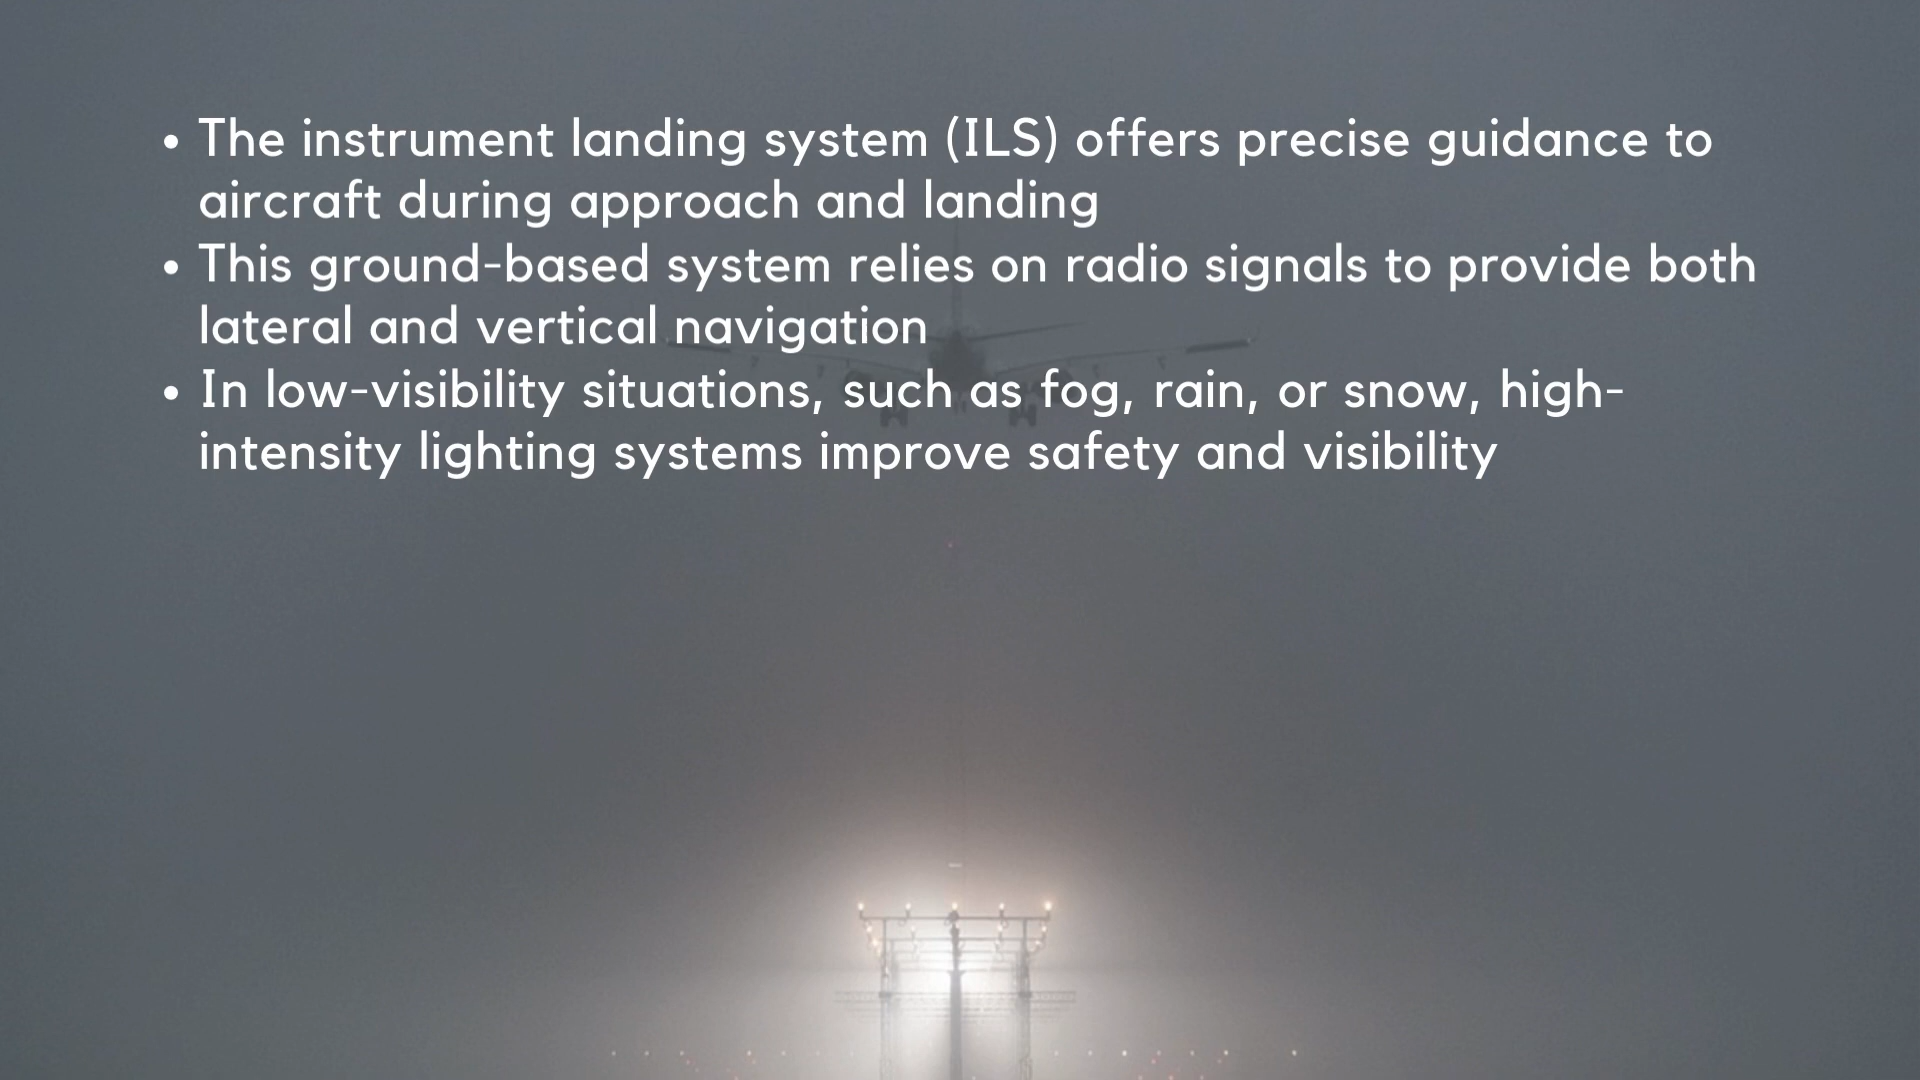 • The instrument landing system (ILS) offers precise guidance to
aircraft during approach and landing
• This ground-based system relies on radio signals to provide both
lateral and vertical navigation
• In low-visibility situations, such as fog, rain, or snow, high-
intensity lighting systems improve safety and visibility